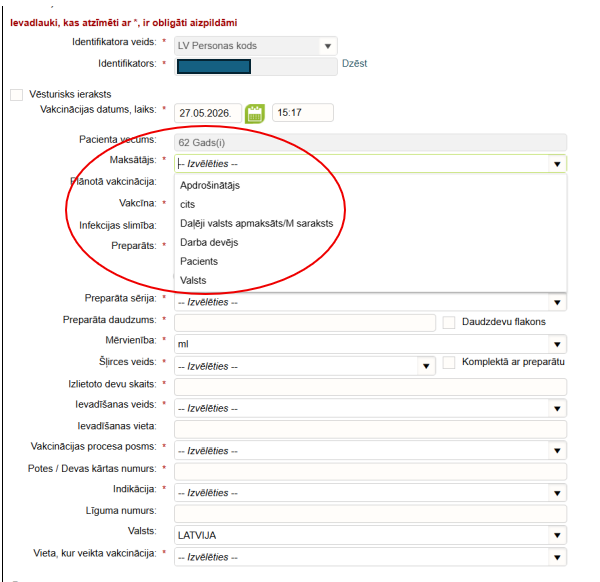 Ievadlauki, kas atzīmēti ar *, ir obligāti aizpildāmi
Identifikatora veids: * LV Personas kods
Identifikators: * Dzēst
Vēsturisks ieraksts
Vakcinācijas datums, laiks: * 27.05.2026. 15:17
Pacienta vecums: 62 Gads(i)
Maksātājs: * -- Izvēlēties --
Plānotā vakcinācija: Apdrošinātājs
Vakcīna: * cits
Infekcijas slimība: Daļēji valsts apmaksāts/M saraksts
Preparāts: * Darba devējs
Pacients
Valsts
Preparāta sērija: * -- Izvēlēties --
Preparāta daudzums: * Daudzdevu flakons
Mērvienība: * ml
Šļirces veids: * -- Izvēlēties -- Komplektā ar preparātu
Izlietoto devu skaits: *
Ievadīšanas veids: * -- Izvēlēties --
Ievadīšanas vieta:
Vakcinācijas procesa posms: * -- Izvēlēties --
Potes / Devas kārtas numurs: *
Indikācija: * -- Izvēlēties --
Līguma numurs:
Valsts: LATVIJA
Vieta, kur veikta vakcinācija: * -- Izvēlēties --